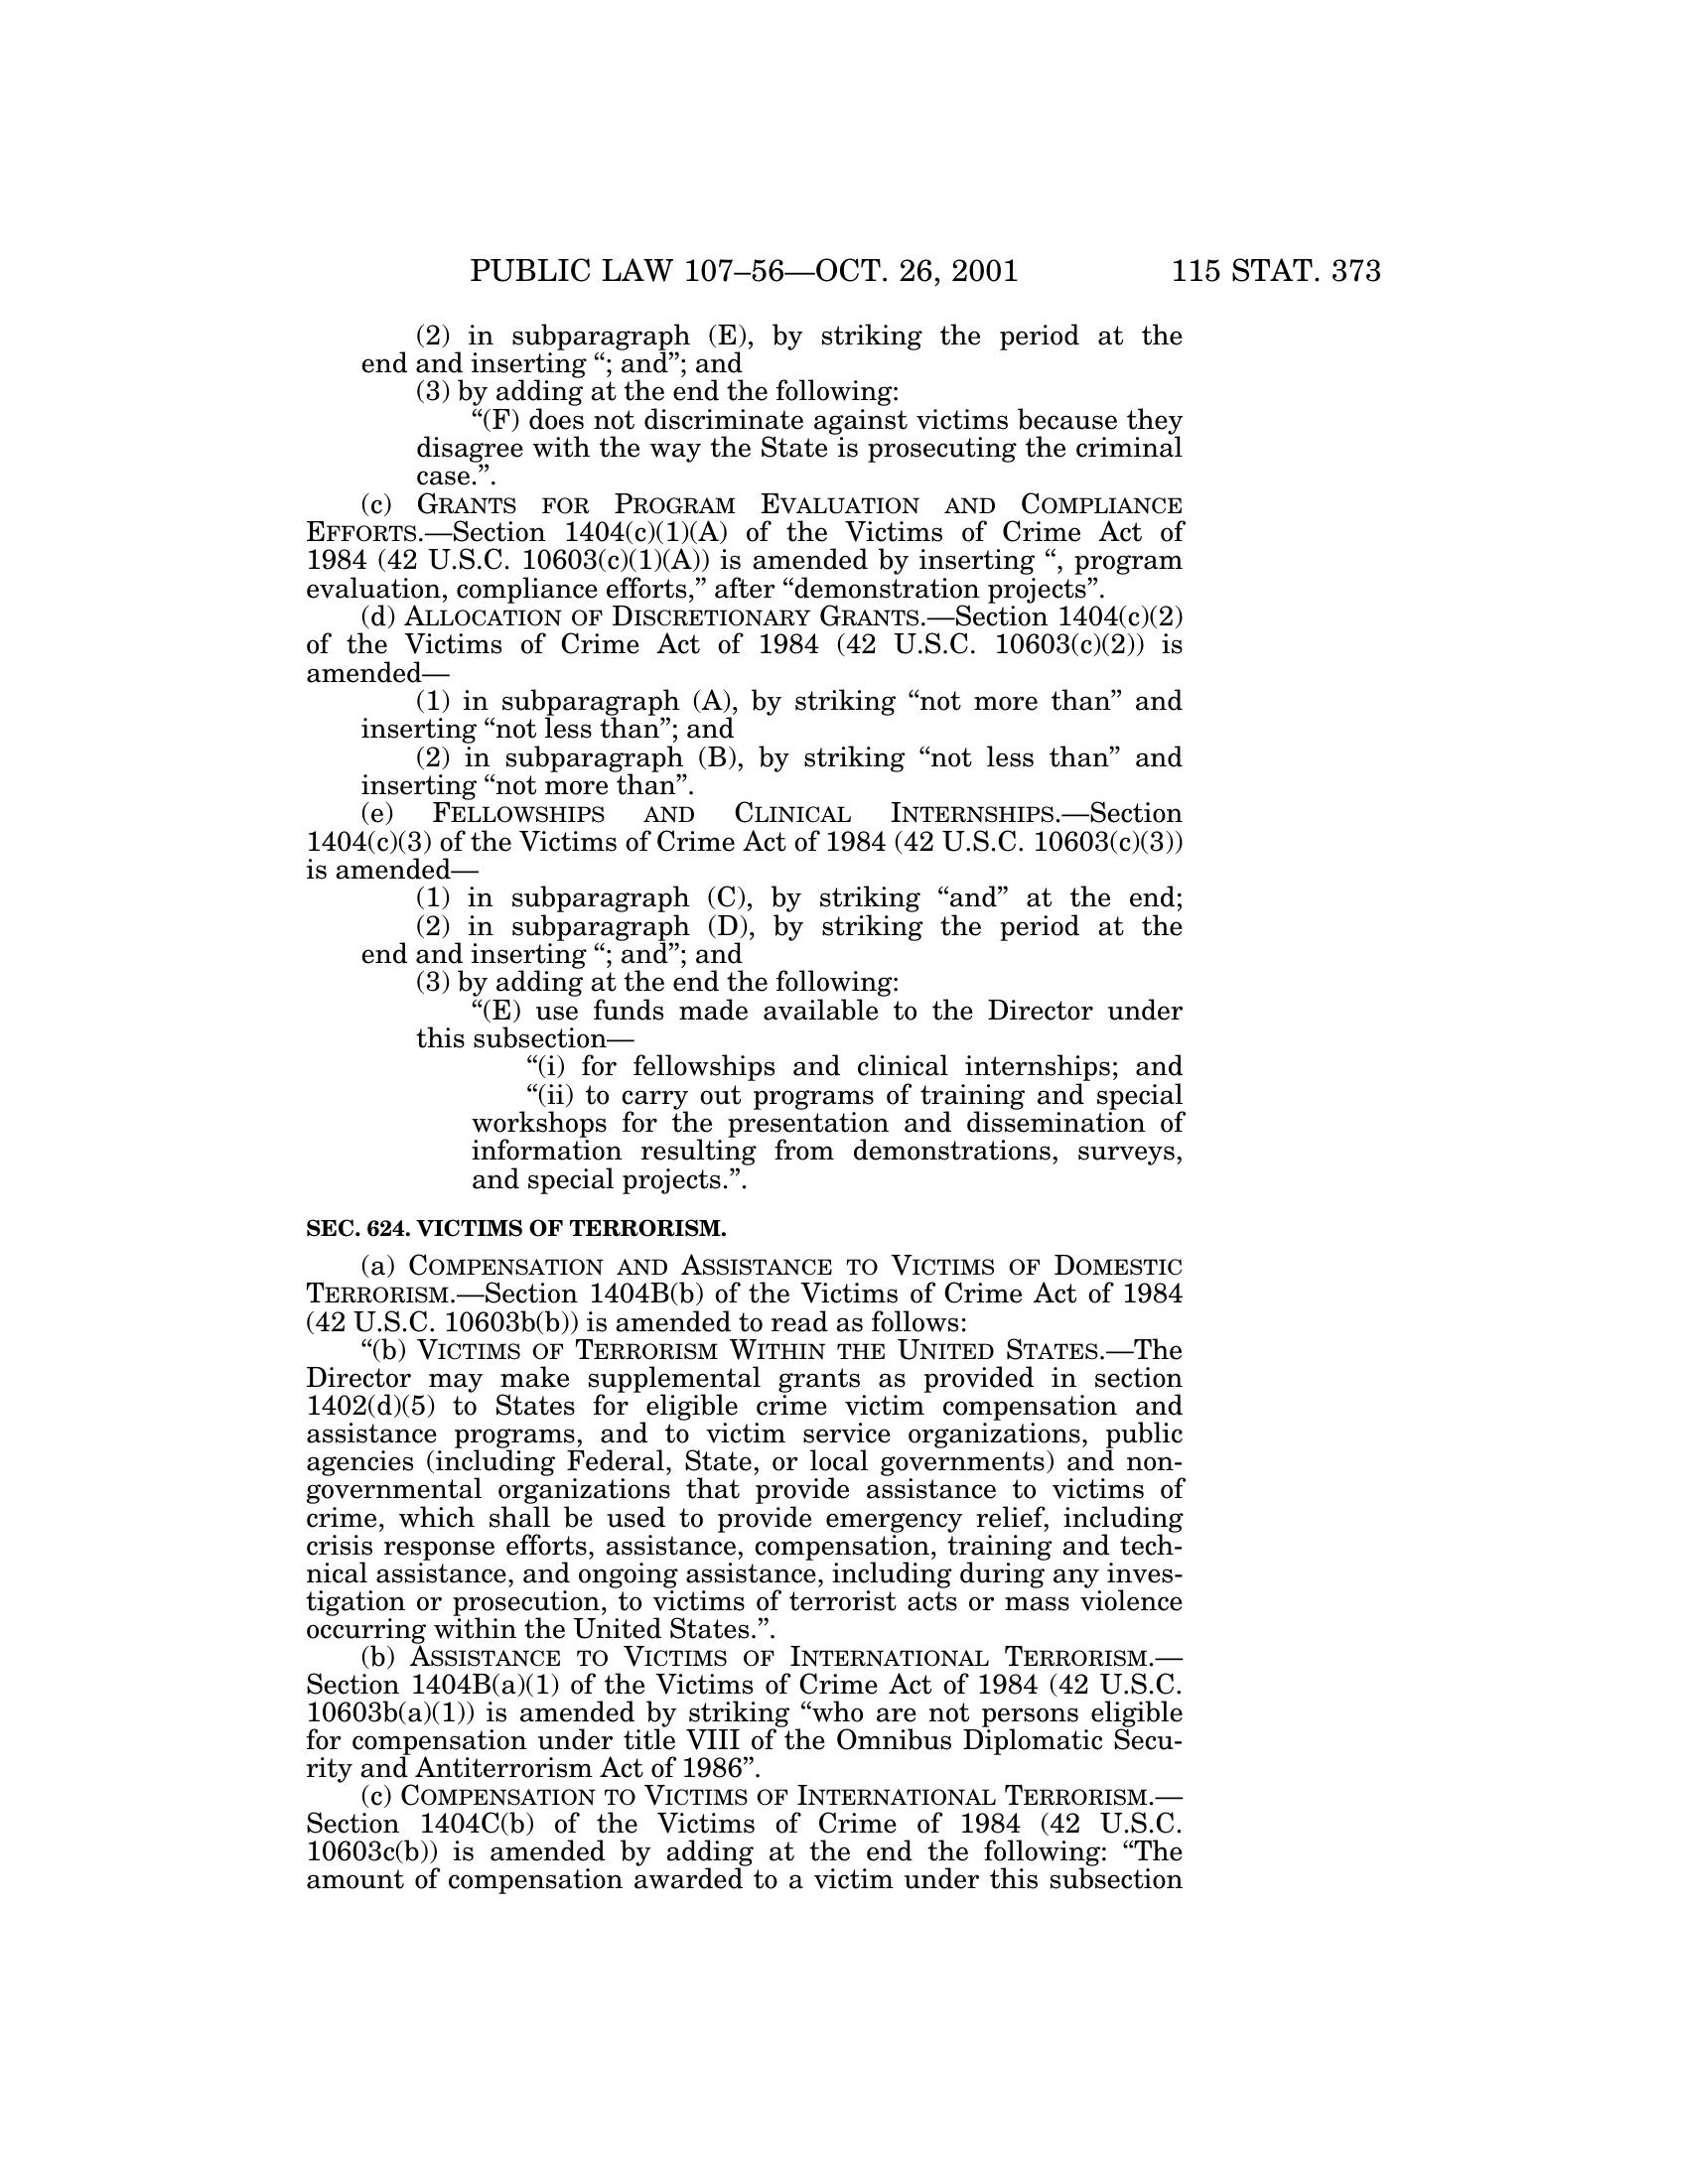 PUBLIC LAW 107–56—OCT. 26, 2001 115 STAT. 373
(2) in subparagraph (E), by striking the period at the
end and inserting “; and”; and
(3) by adding at the end the following:
“(F) does not discriminate against victims because they
disagree with the way the State is prosecuting the criminal
case.”.
(c) GRANTS FOR PROGRAM EVALUATION AND COMPLIANCE
EFFORTS.—Section 1404(c)(1)(A) of the Victims of Crime Act of
1984 (42 U.S.C. 10603(c)(1)(A)) is amended by inserting “, program
evaluation, compliance efforts,” after “demonstration projects”.
(d) ALLOCATION OF DISCRETIONARY GRANTS.—Section 1404(c)(2)
of the Victims of Crime Act of 1984 (42 U.S.C. 10603(c)(2)) is
amended—
(1) in subparagraph (A), by striking “not more than” and
inserting “not less than”; and
(2) in subparagraph (B), by striking “not less than” and
inserting “not more than”.
(e) FELLOWSHIPS AND CLINICAL INTERNSHIPS.—Section
1404(c)(3) of the Victims of Crime Act of 1984 (42 U.S.C. 10603(c)(3))
is amended—
(1) in subparagraph (C), by striking “and” at the end;
(2) in subparagraph (D), by striking the period at the
end and inserting “; and”; and
(3) by adding at the end the following:
“(E) use funds made available to the Director under
this subsection—
“(i) for fellowships and clinical internships; and
“(ii) to carry out programs of training and special
workshops for the presentation and dissemination of
information resulting from demonstrations, surveys,
and special projects.”.
SEC. 624. VICTIMS OF TERRORISM.
(a) COMPENSATION AND ASSISTANCE TO VICTIMS OF DOMESTIC
TERRORISM.—Section 1404B(b) of the Victims of Crime Act of 1984
(42 U.S.C. 10603b(b)) is amended to read as follows:
“(b) VICTIMS OF TERRORISM WITHIN THE UNITED STATES.—The
Director may make supplemental grants as provided in section
1402(d)(5) to States for eligible crime victim compensation and
assistance programs, and to victim service organizations, public
agencies (including Federal, State, or local governments) and non-
governmental organizations that provide assistance to victims of
crime, which shall be used to provide emergency relief, including
crisis response efforts, assistance, compensation, training and tech-
nical assistance, and ongoing assistance, including during any inves-
tigation or prosecution, to victims of terrorist acts or mass violence
occurring within the United States.”.
(b) ASSISTANCE TO VICTIMS OF INTERNATIONAL TERRORISM.—
Section 1404B(a)(1) of the Victims of Crime Act of 1984 (42 U.S.C.
10603b(a)(1)) is amended by striking “who are not persons eligible
for compensation under title VIII of the Omnibus Diplomatic Secu-
rity and Antiterrorism Act of 1986”.
(c) COMPENSATION TO VICTIMS OF INTERNATIONAL TERRORISM.—
Section 1404C(b) of the Victims of Crime of 1984 (42 U.S.C.
10603c(b)) is amended by adding at the end the following: “The
amount of compensation awarded to a victim under this subsection